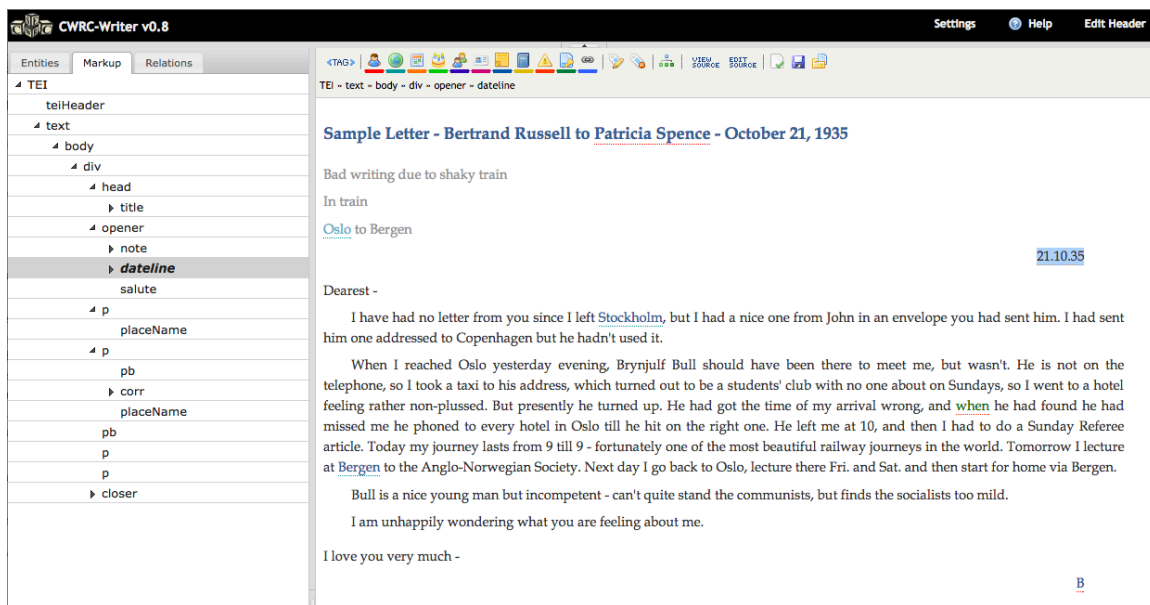 CWRC-Writer v0.8
Settings
Help
Edit Header
Entities
Markup
Relations
TEI
teiHeader
text
body
div
head
title
opener
note
dateline
salute
p
placeName
p
pb
corr
placeName
pb
p
p
closer
<TAG>
VIEW SOURCE
EDIT SOURCE
TEI » text » body » div » opener » dateline
Sample Letter - Bertrand Russell to Patricia Spence - October 21, 1935
Bad writing due to shaky train
In train
Oslo to Bergen
21.10.35
Dearest -
I have had no letter from you since I left Stockholm, but I had a nice one from John in an envelope you had sent him. I had sent
him one addressed to Copenhagen but he hadn't used it.
When I reached Oslo yesterday evening, Brynjulf Bull should have been there to meet me, but wasn't. He is not on the
telephone, so I took a taxi to his address, which turned out to be a students' club with no one about on Sundays, so I went to a hotel
feeling rather non-plussed. But presently he turned up. He had got the time of my arrival wrong, and when he had found he had
missed me he phoned to every hotel in Oslo till he hit on the right one. He left me at 10, and then I had to do a Sunday Referee
article. Today my journey lasts from 9 till 9 - fortunately one of the most beautiful railway journeys in the world. Tomorrow I lecture
at Bergen to the Anglo-Norwegian Society. Next day I go back to Oslo, lecture there Fri. and Sat. and then start for home via Bergen.
Bull is a nice young man but incompetent - can't quite stand the communists, but finds the socialists too mild.
I am unhappily wondering what you are feeling about me.
I love you very much -
B